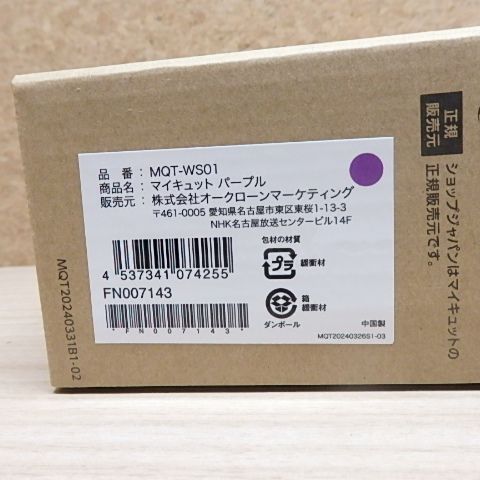 品　番： MQT-WS01
商品名： マイキュット パープル
販売元： 株式会社オークローンマーケティング
〒461-0005 愛知県名古屋市東区東桜1-13-3
NHK名古屋放送センタービル14F
4 537341 074255
FN007143
*FN007143*
包材の材質
プラ
緩衝材
箱
緩衝材
ダンボール
中国製
MQT20240326S1-03
MQT20240331B1-02
正規
販売元
ショップジャパンはマイキュットの
正規販売元です。